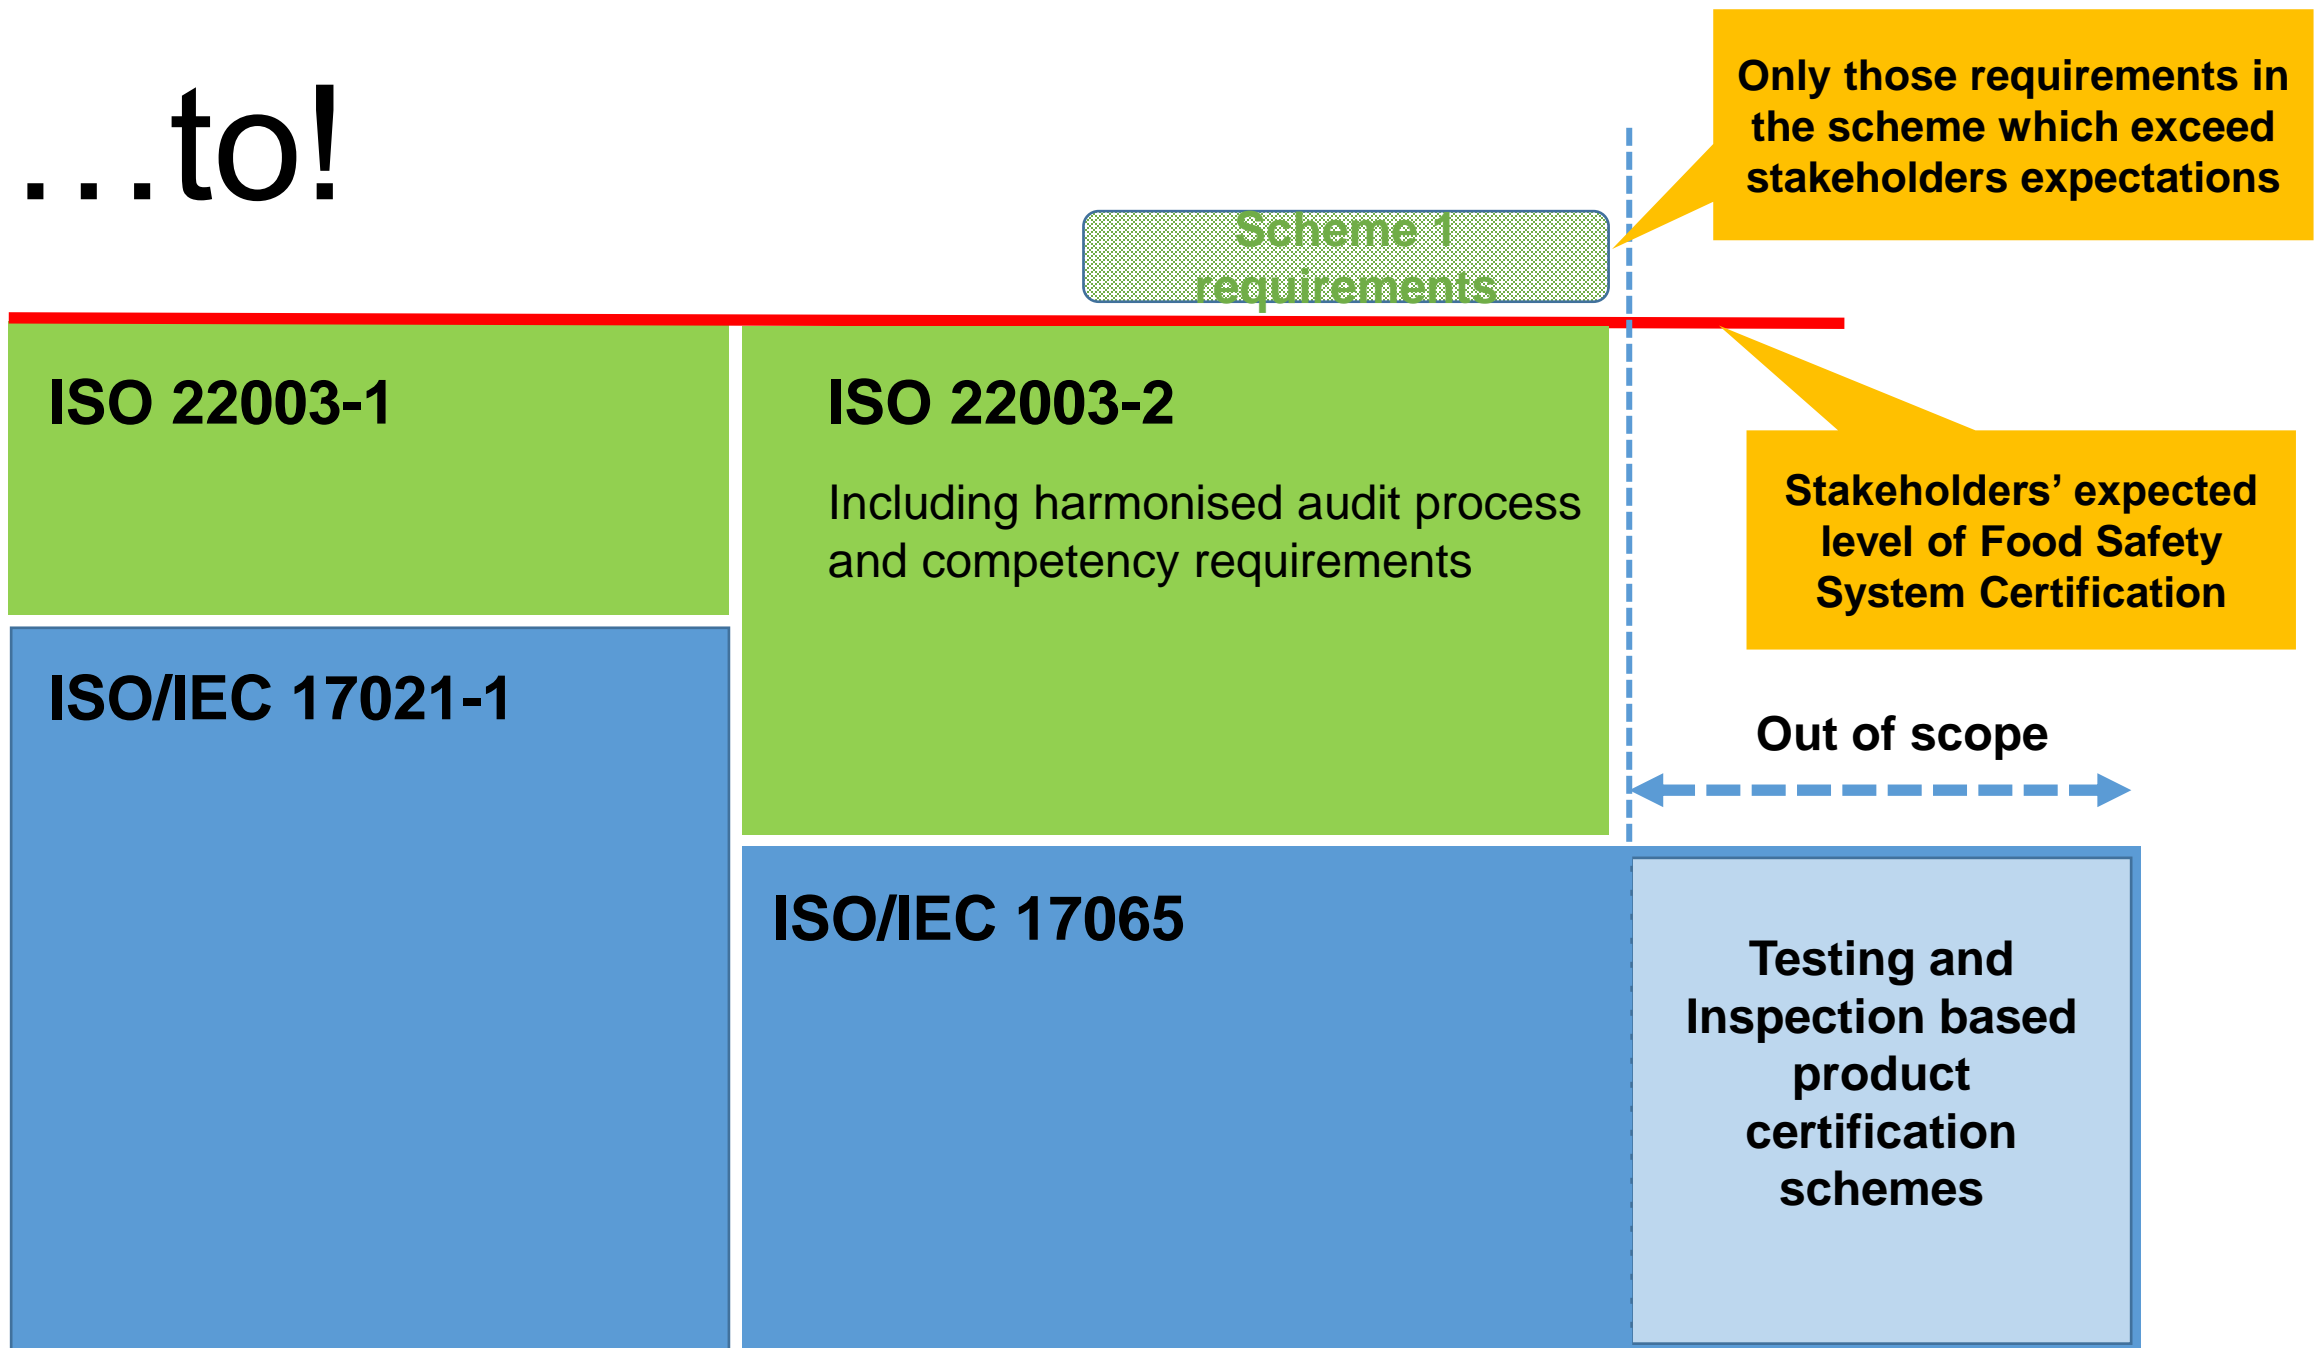 …to!
Only those requirements in
the scheme which exceed
stakeholders expectations
Scheme 1
requirements
ISO 22003-1
ISO 22003-2
Including harmonised audit process
and competency requirements
Stakeholders’ expected
level of Food Safety
System Certification
ISO/IEC 17021-1
Out of scope
ISO/IEC 17065
Testing and
Inspection based
product
certification
schemes